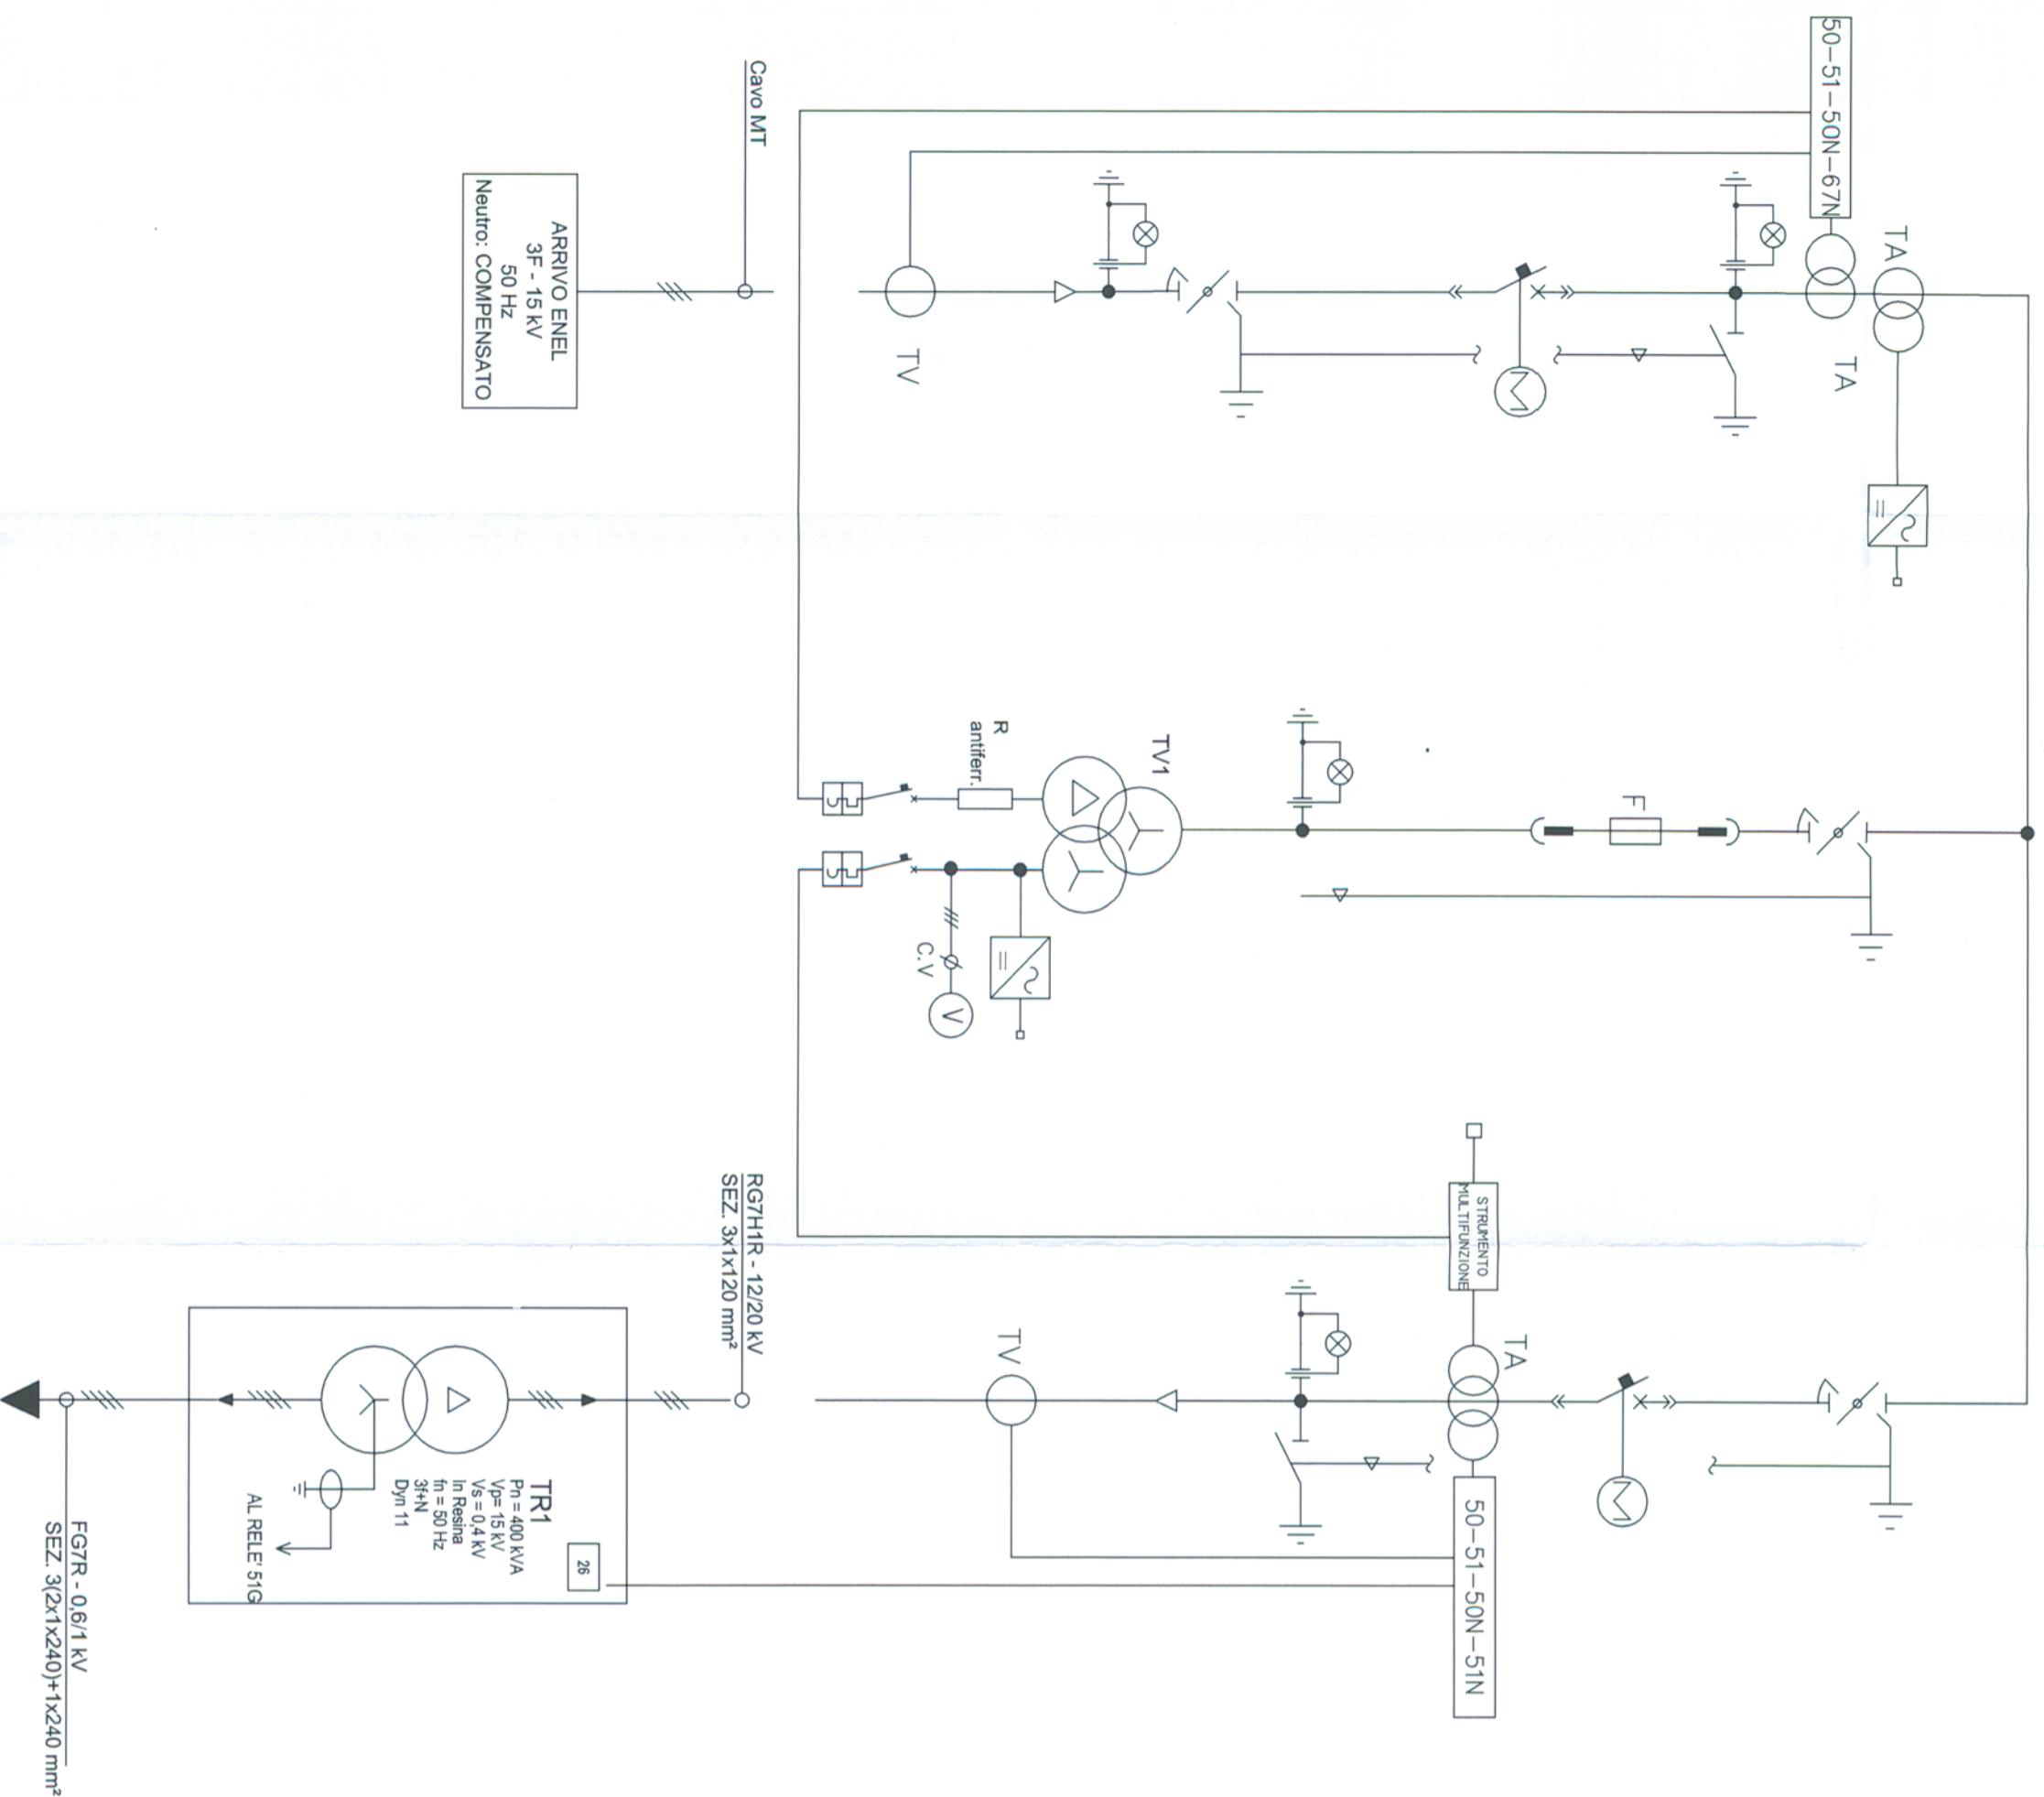 50-51-50N-67N
TA
TA
Cavo MT
ARRIVO ENEL
3F - 15 kV
50 Hz
Neutro: COMPENSATO
TV
TV1
R
antiferr.
F
C.V
V
STRUMENTO
MULTIFUNZIONE
TA
TV
50-51-50N-51N
RG7H1R - 12/20 kV
SEZ. 3x1x120 mm²
TR1
Pn = 400 kVA
Vp= 15 kV
Vs = 0,4 kV
In Resina
fn = 50 Hz
3f+N
Dyn 11
26
AL RELE' 51G
FG7R - 0,6/1 kV
SEZ. 3(2x1x240)+1x240 mm²